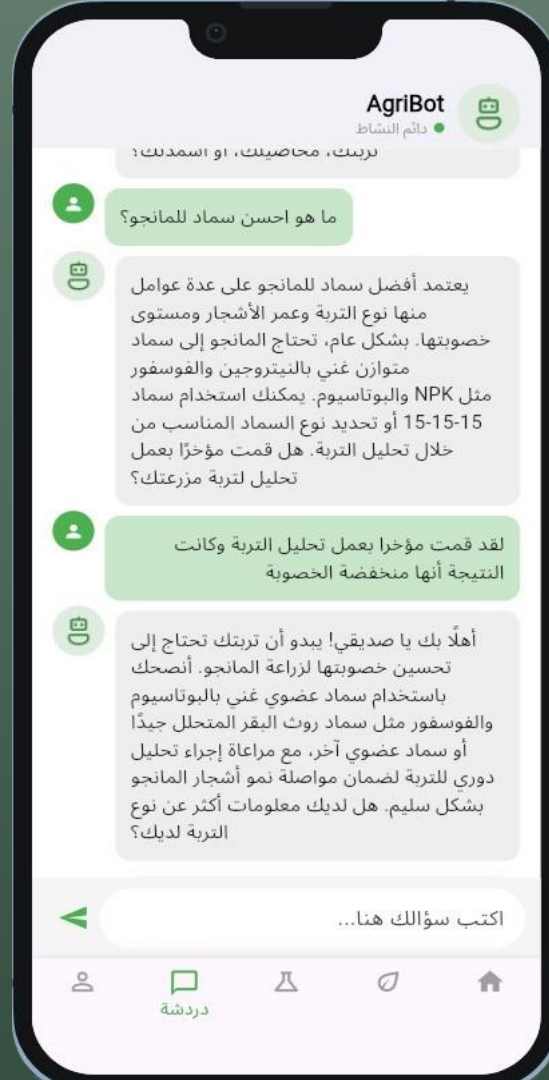 AgriBot
دائم النشاط
تربتك، محاصيلك، أو أسمدتك؟
ما هو احسن سماد للمانجو؟
يعتمد أفضل سماد للمانجو على عدة عوامل
منها نوع التربة وعمر الأشجار ومستوى
خصوبتها. بشكل عام، تحتاج المانجو إلى سماد
متوازن غني بالنيتروجين والفوسفور
والبوتاسيوم. يمكنك استخدام سماد NPK مثل
15-15-15 أو تحديد نوع السماد المناسب من
خلال تحليل التربة. هل قمت مؤخرًا بعمل
تحليل لتربة مزرعتك؟
لقد قمت مؤخرا بعمل تحليل التربة وكانت
النتيجة أنها منخفضة الخصوبة
أهلًا بك يا صديقي! يبدو أن تربتك تحتاج إلى
تحسين خصوبتها لزراعة المانجو. أنصحك
باستخدام سماد عضوي غني بالبوتاسيوم
والفوسفور مثل سماد روث البقر المتحلل جيدًا
أو سماد عضوي آخر، مع مراعاة إجراء تحليل
دوري للتربة لضمان مواصلة نمو أشجار المانجو
بشكل سليم. هل لديك معلومات أكثر عن نوع
التربة لديك؟
اكتب سؤالك هنا...
دردشة